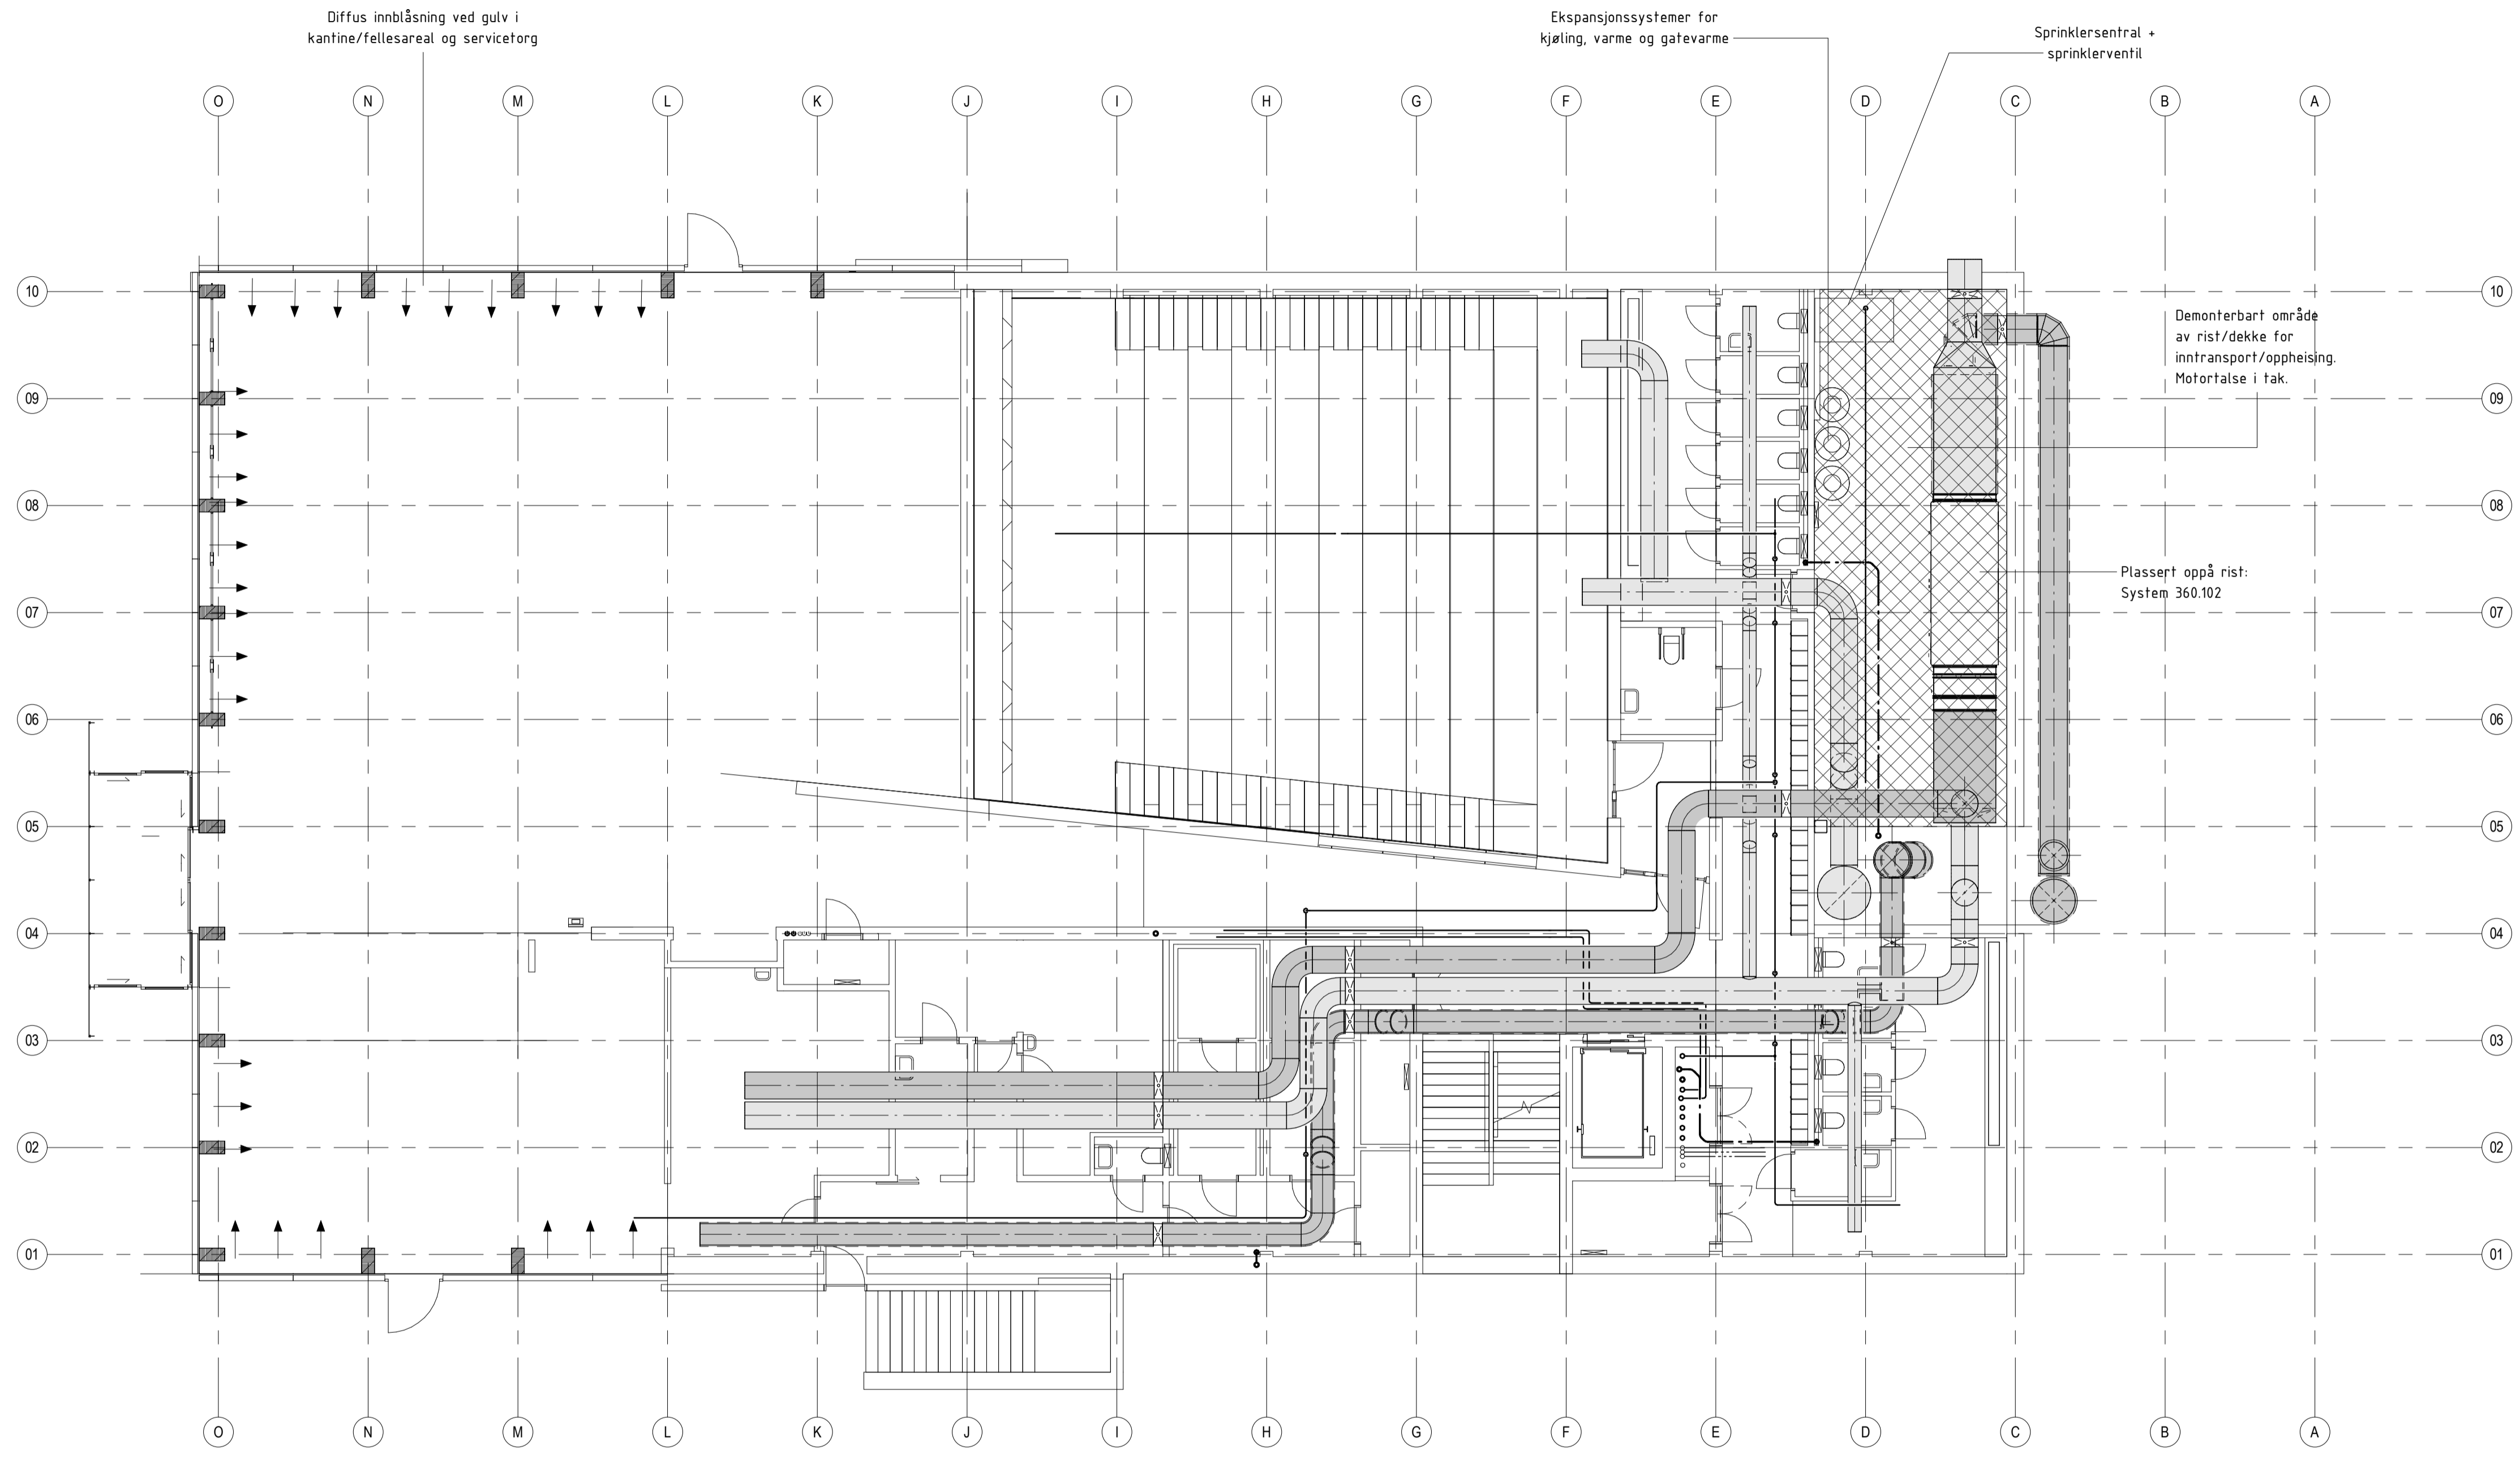 Diffus innblåsning ved gulv i
kantine/fellesareal og servicetorg
Ekspansjonssystemer for
kjøling, varme og gatevarme
Sprinklersentral +
sprinklerventil
O N M L K J I H G F E D C B A
10 10
Demonterbart område
av rist/dekke for
inntransport/oppheising.
Motortalse i tak.
09 09
08 08
Plassert oppå rist:
System 360.102
07 07
06 06
05 05
04 04
03 03
02 02
01 01
O N M L K J I H G F E D C B A